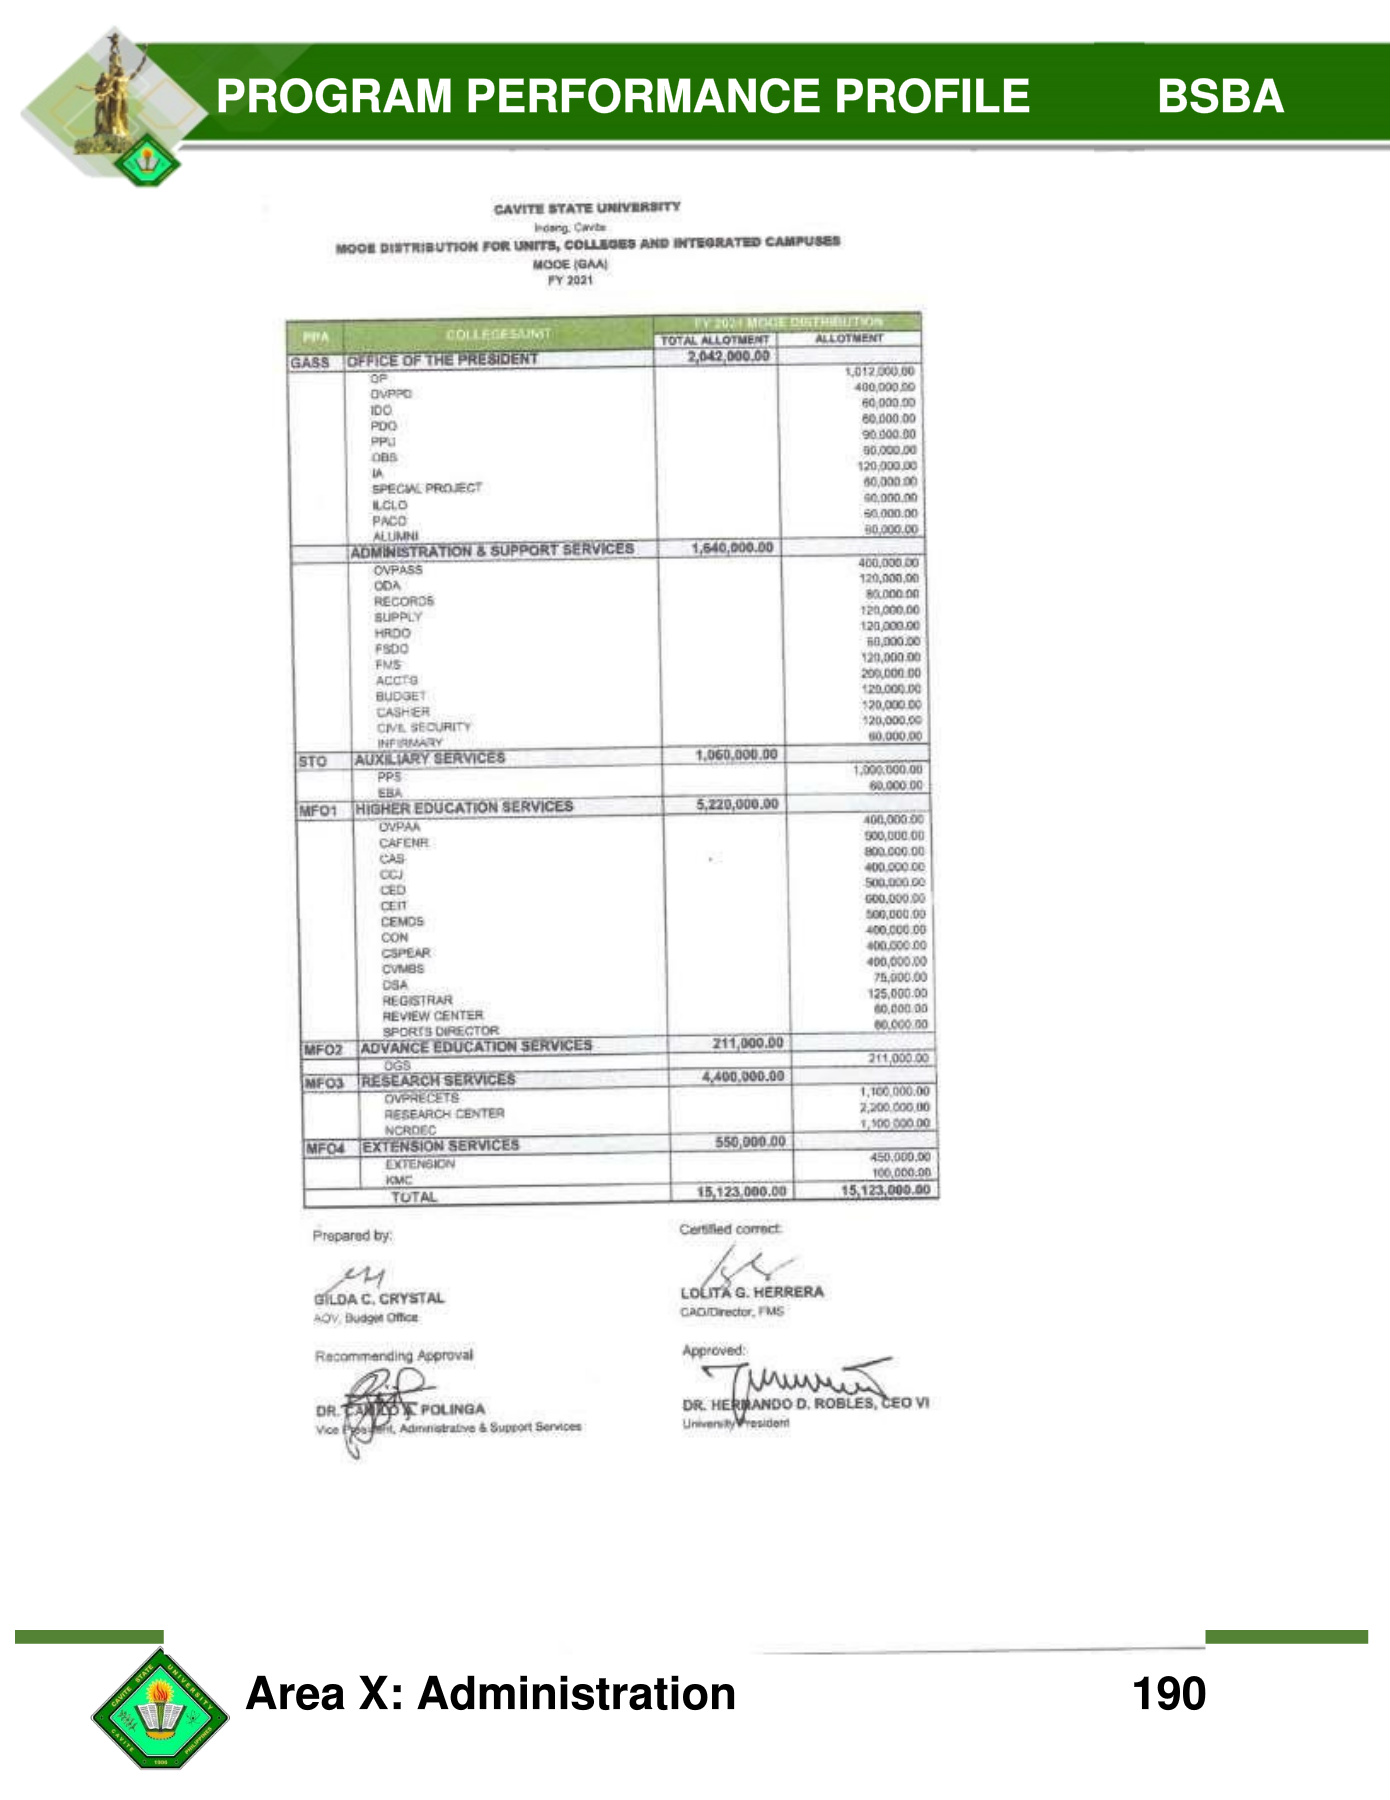 PROGRAM PERFORMANCE PROFILE BSBA
CAVITE STATE UNIVERSITY
Indang, Cavite
MOOE DISTRIBUTION FOR UNITS, COLLEGES AND INTEGRATED CAMPUSES
MOOE (GAA)
FY 2021
PPA COLLEGES/UNIT FY 2021 MOOE DISTRIBUTION
TOTAL ALLOTMENT ALLOTMENT
GASS OFFICE OF THE PRESIDENT 2,042,000.00
OP 1,012,000.00
OVPPD 400,000.00
IDO 60,000.00
PDO 60,000.00
PPU 90,000.00
OBS
IA 120,000.00
SPECIAL PROJECT 60,000.00
ILCLO 60,000.00
PACO 60,000.00
ALUMNI 60,000.00
ADMINISTRATION & SUPPORT SERVICES 1,640,000.00
OVPASS 400,000.00
ODA 120,000.00
RECORDS 80,000.00
SUPPLY 120,000.00
HRDO 120,000.00
FSDO 60,000.00
FMS 120,000.00
ACCTG 200,000.00
BUDGET 120,000.00
CASHIER 120,000.00
CIVIL SECURITY 120,000.00
INFIRMARY 60,000.00
STO AUXILIARY SERVICES 1,060,000.00
PPS 1,000,000.00
EBA 60,000.00
MFO1 HIGHER EDUCATION SERVICES 5,220,000.00
OVPAA 400,000.00
CAFENR 500,000.00
CAS 800,000.00
CCJ 400,000.00
CED 500,000.00
CEIT 600,000.00
CEMDS 500,000.00
CON 400,000.00
CSPEAR 400,000.00
CVMBS 400,000.00
OSA 75,000.00
REGISTRAR 125,000.00
REVIEW CENTER 60,000.00
SPORTS DIRECTOR 60,000.00
MFO2 ADVANCE EDUCATION SERVICES 211,000.00
OGS 211,000.00
MFO3 RESEARCH SERVICES 4,400,000.00
OVPRECETS 1,100,000.00
RESEARCH CENTER 2,200,000.00
NCRDEC 1,100,000.00
MFO4 EXTENSION SERVICES 550,000.00
EXTENSION 450,000.00
KMC 100,000.00
TOTAL 15,123,000.00 15,123,000.00
Prepared by: Certified correct:
GILDA C. CRYSTAL LOLITA G. HERRERA
AOV, Budget Office CAO/Director, FMS
Recommending Approval Approved:
DR. CAMILO A. POLINGA DR. HERNANDO D. ROBLES, CEO VI
Vice President, Administrative & Support Services University President
CAVITE STATE UNIVERSITY
CAVITE PHILIPPINES
1906
Area X: Administration 190